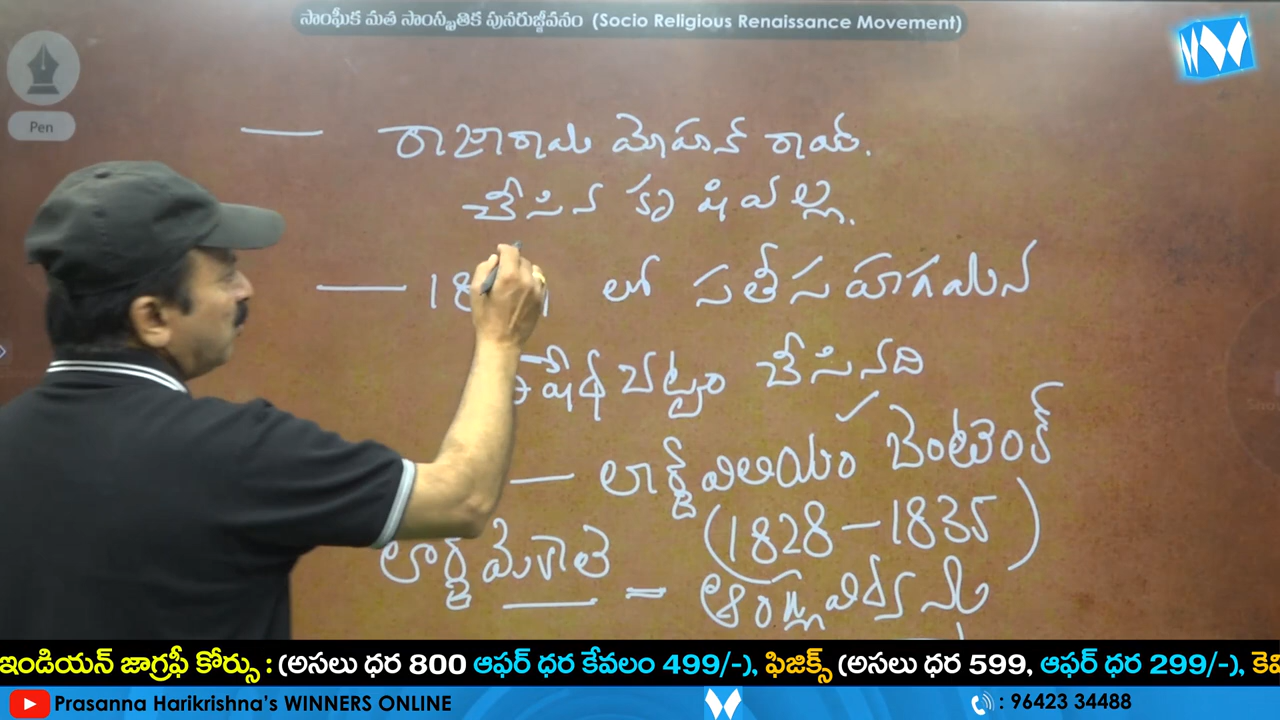 సాంఘీక మత సాంస్కృతిక పునరుజ్జీవనం (Socio Religious Renaissance Movement)
Pen
— రాజారామ మోహన్ రాయ్.
చేసిన కృషివల్ల.
— 18 లో సతీసహగమన
చేసినది
— లార్డ్ విలియం బెంటింక్
(1828 – 1835)
లార్డ్ మెకాలె =
ఇండియన్ జాగ్రఫీ కోర్సు : (అసలు ధర 800 ఆఫర్ ధర కేవలం 499/-), ఫిజిక్స్ (అసలు ధర 599, ఆఫర్ ధర 299/-),
Prasanna Harikrishna's WINNERS ONLINE
: 96423 34488